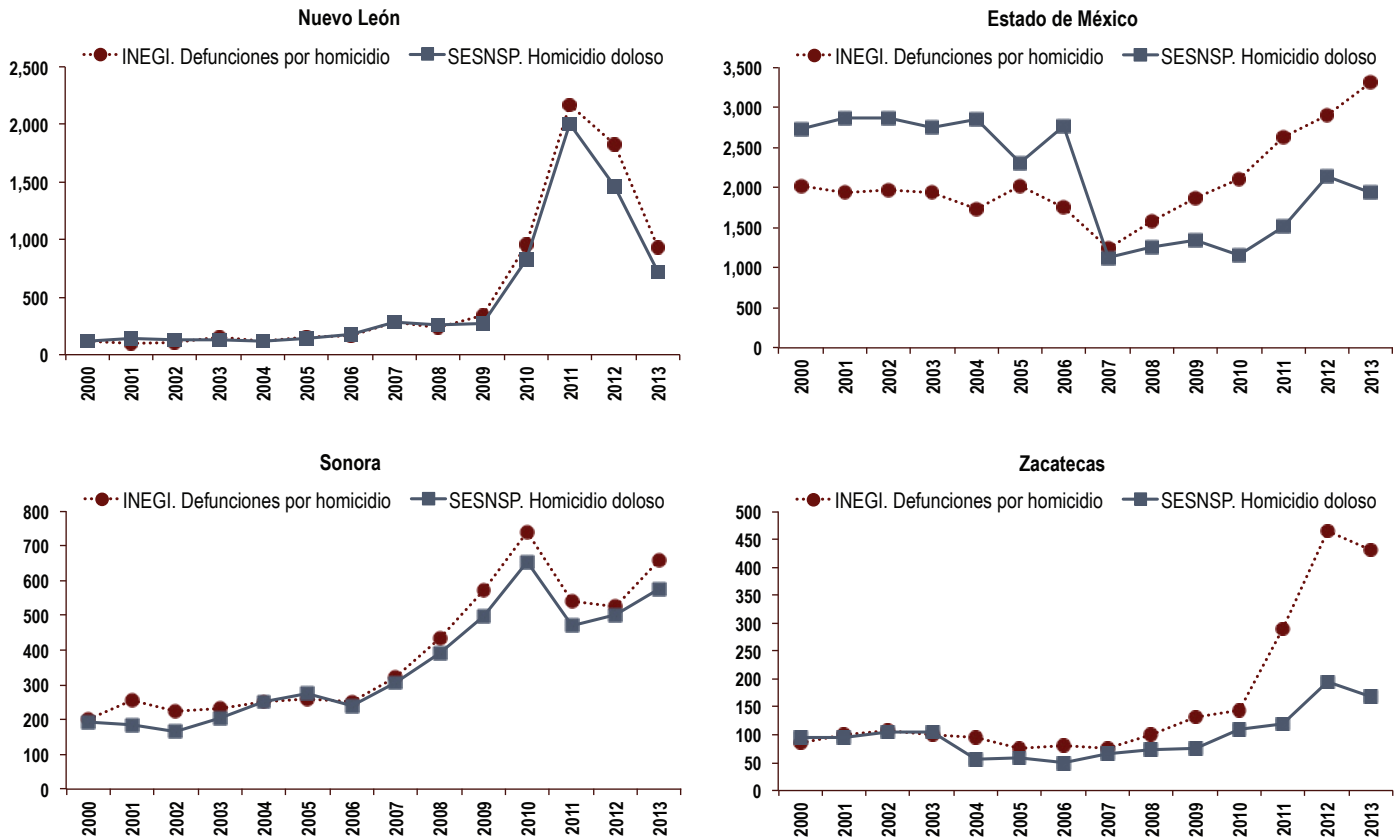 Nuevo León
INEGI. Defunciones por homicidio SESNSP. Homicidio doloso
2,500
2,000
1,500
1,000
500
0
2000 2001 2002 2003 2004 2005 2006 2007 2008 2009 2010 2011 2012 2013
Estado de México
INEGI. Defunciones por homicidio SESNSP. Homicidio doloso
3,500
3,000
2,500
2,000
1,500
1,000
500
0
2000 2001 2002 2003 2004 2005 2006 2007 2008 2009 2010 2011 2012 2013
Sonora
INEGI. Defunciones por homicidio SESNSP. Homicidio doloso
800
700
600
500
400
300
200
100
0
2000 2001 2002 2003 2004 2005 2006 2007 2008 2009 2010 2011 2012 2013
Zacatecas
INEGI. Defunciones por homicidio SESNSP. Homicidio doloso
500
450
400
350
300
250
200
150
100
50
0
2000 2001 2002 2003 2004 2005 2006 2007 2008 2009 2010 2011 2012 2013